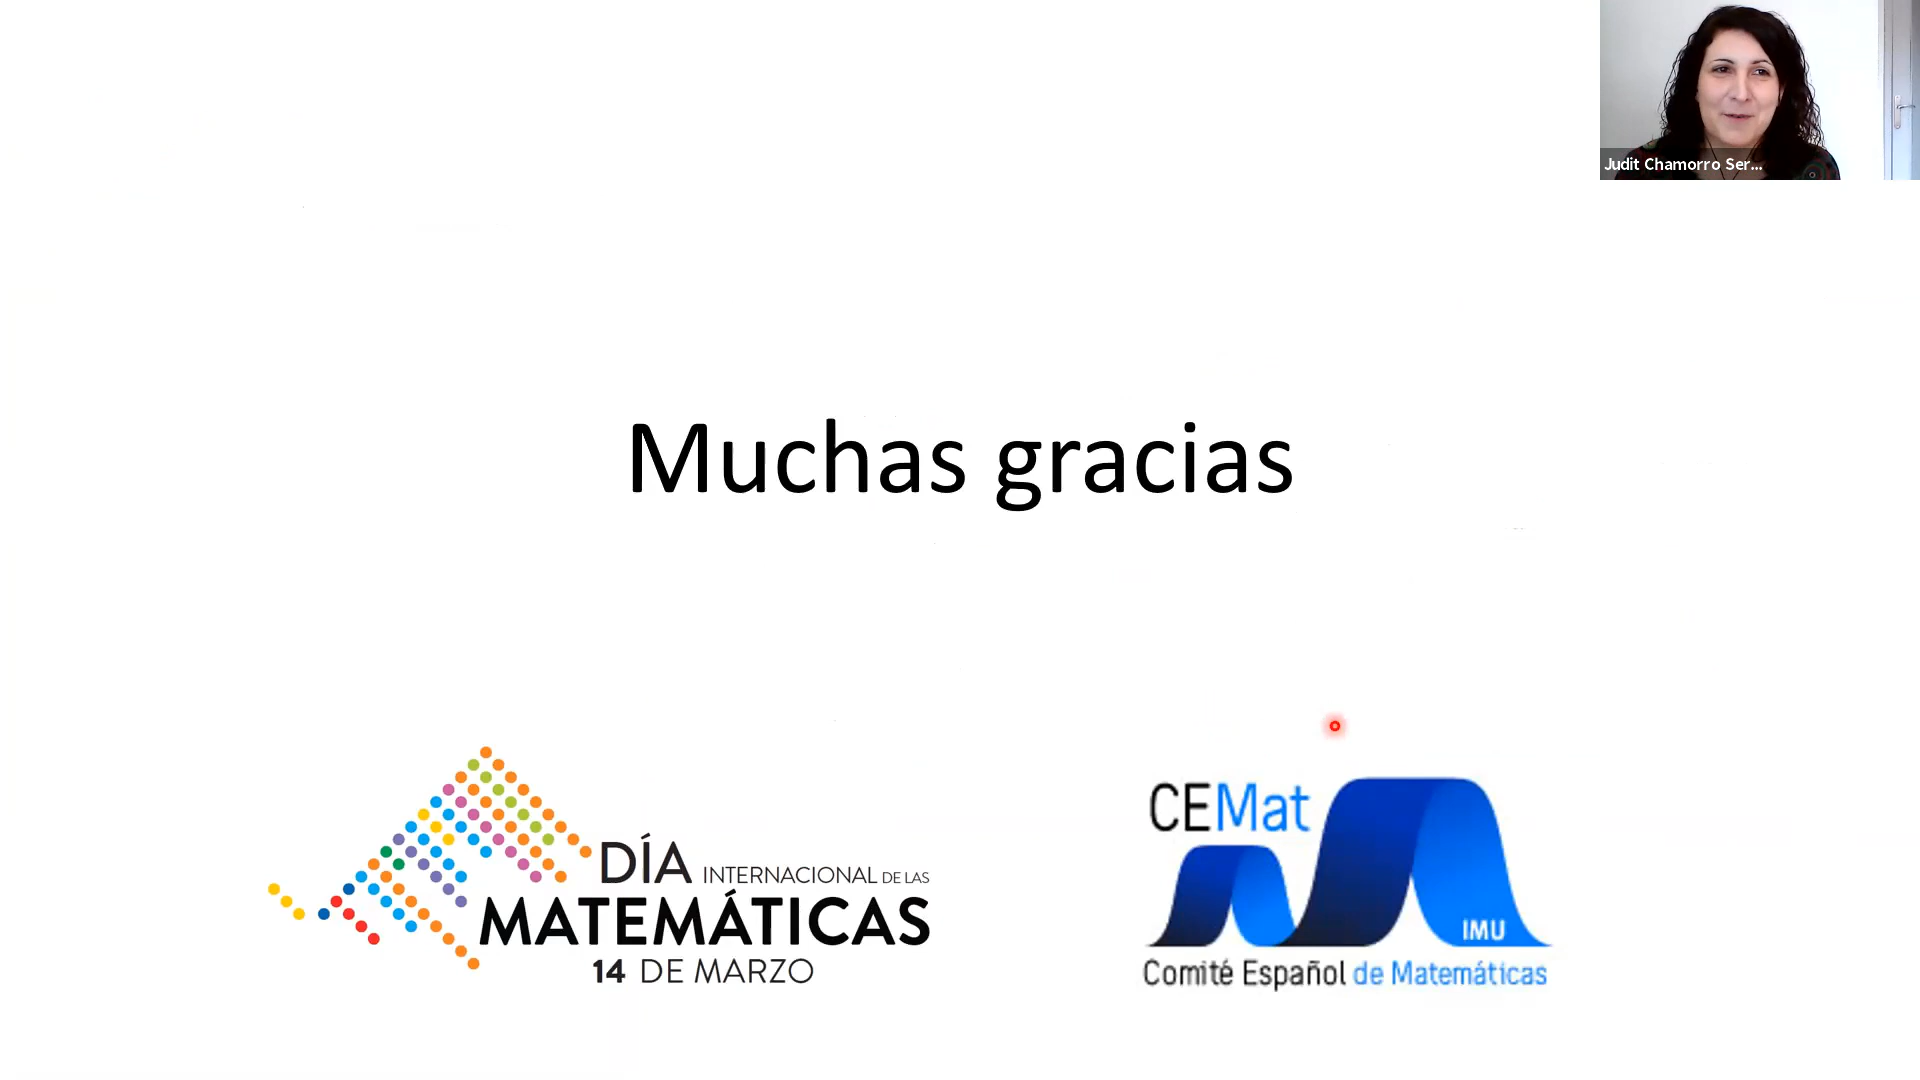 Judit Chamorro Ser...
Muchas gracias
DÍA INTERNACIONAL DE LAS
MATEMÁTICAS
14 DE MARZO
CEMat
IMU
Comité Español de Matemáticas